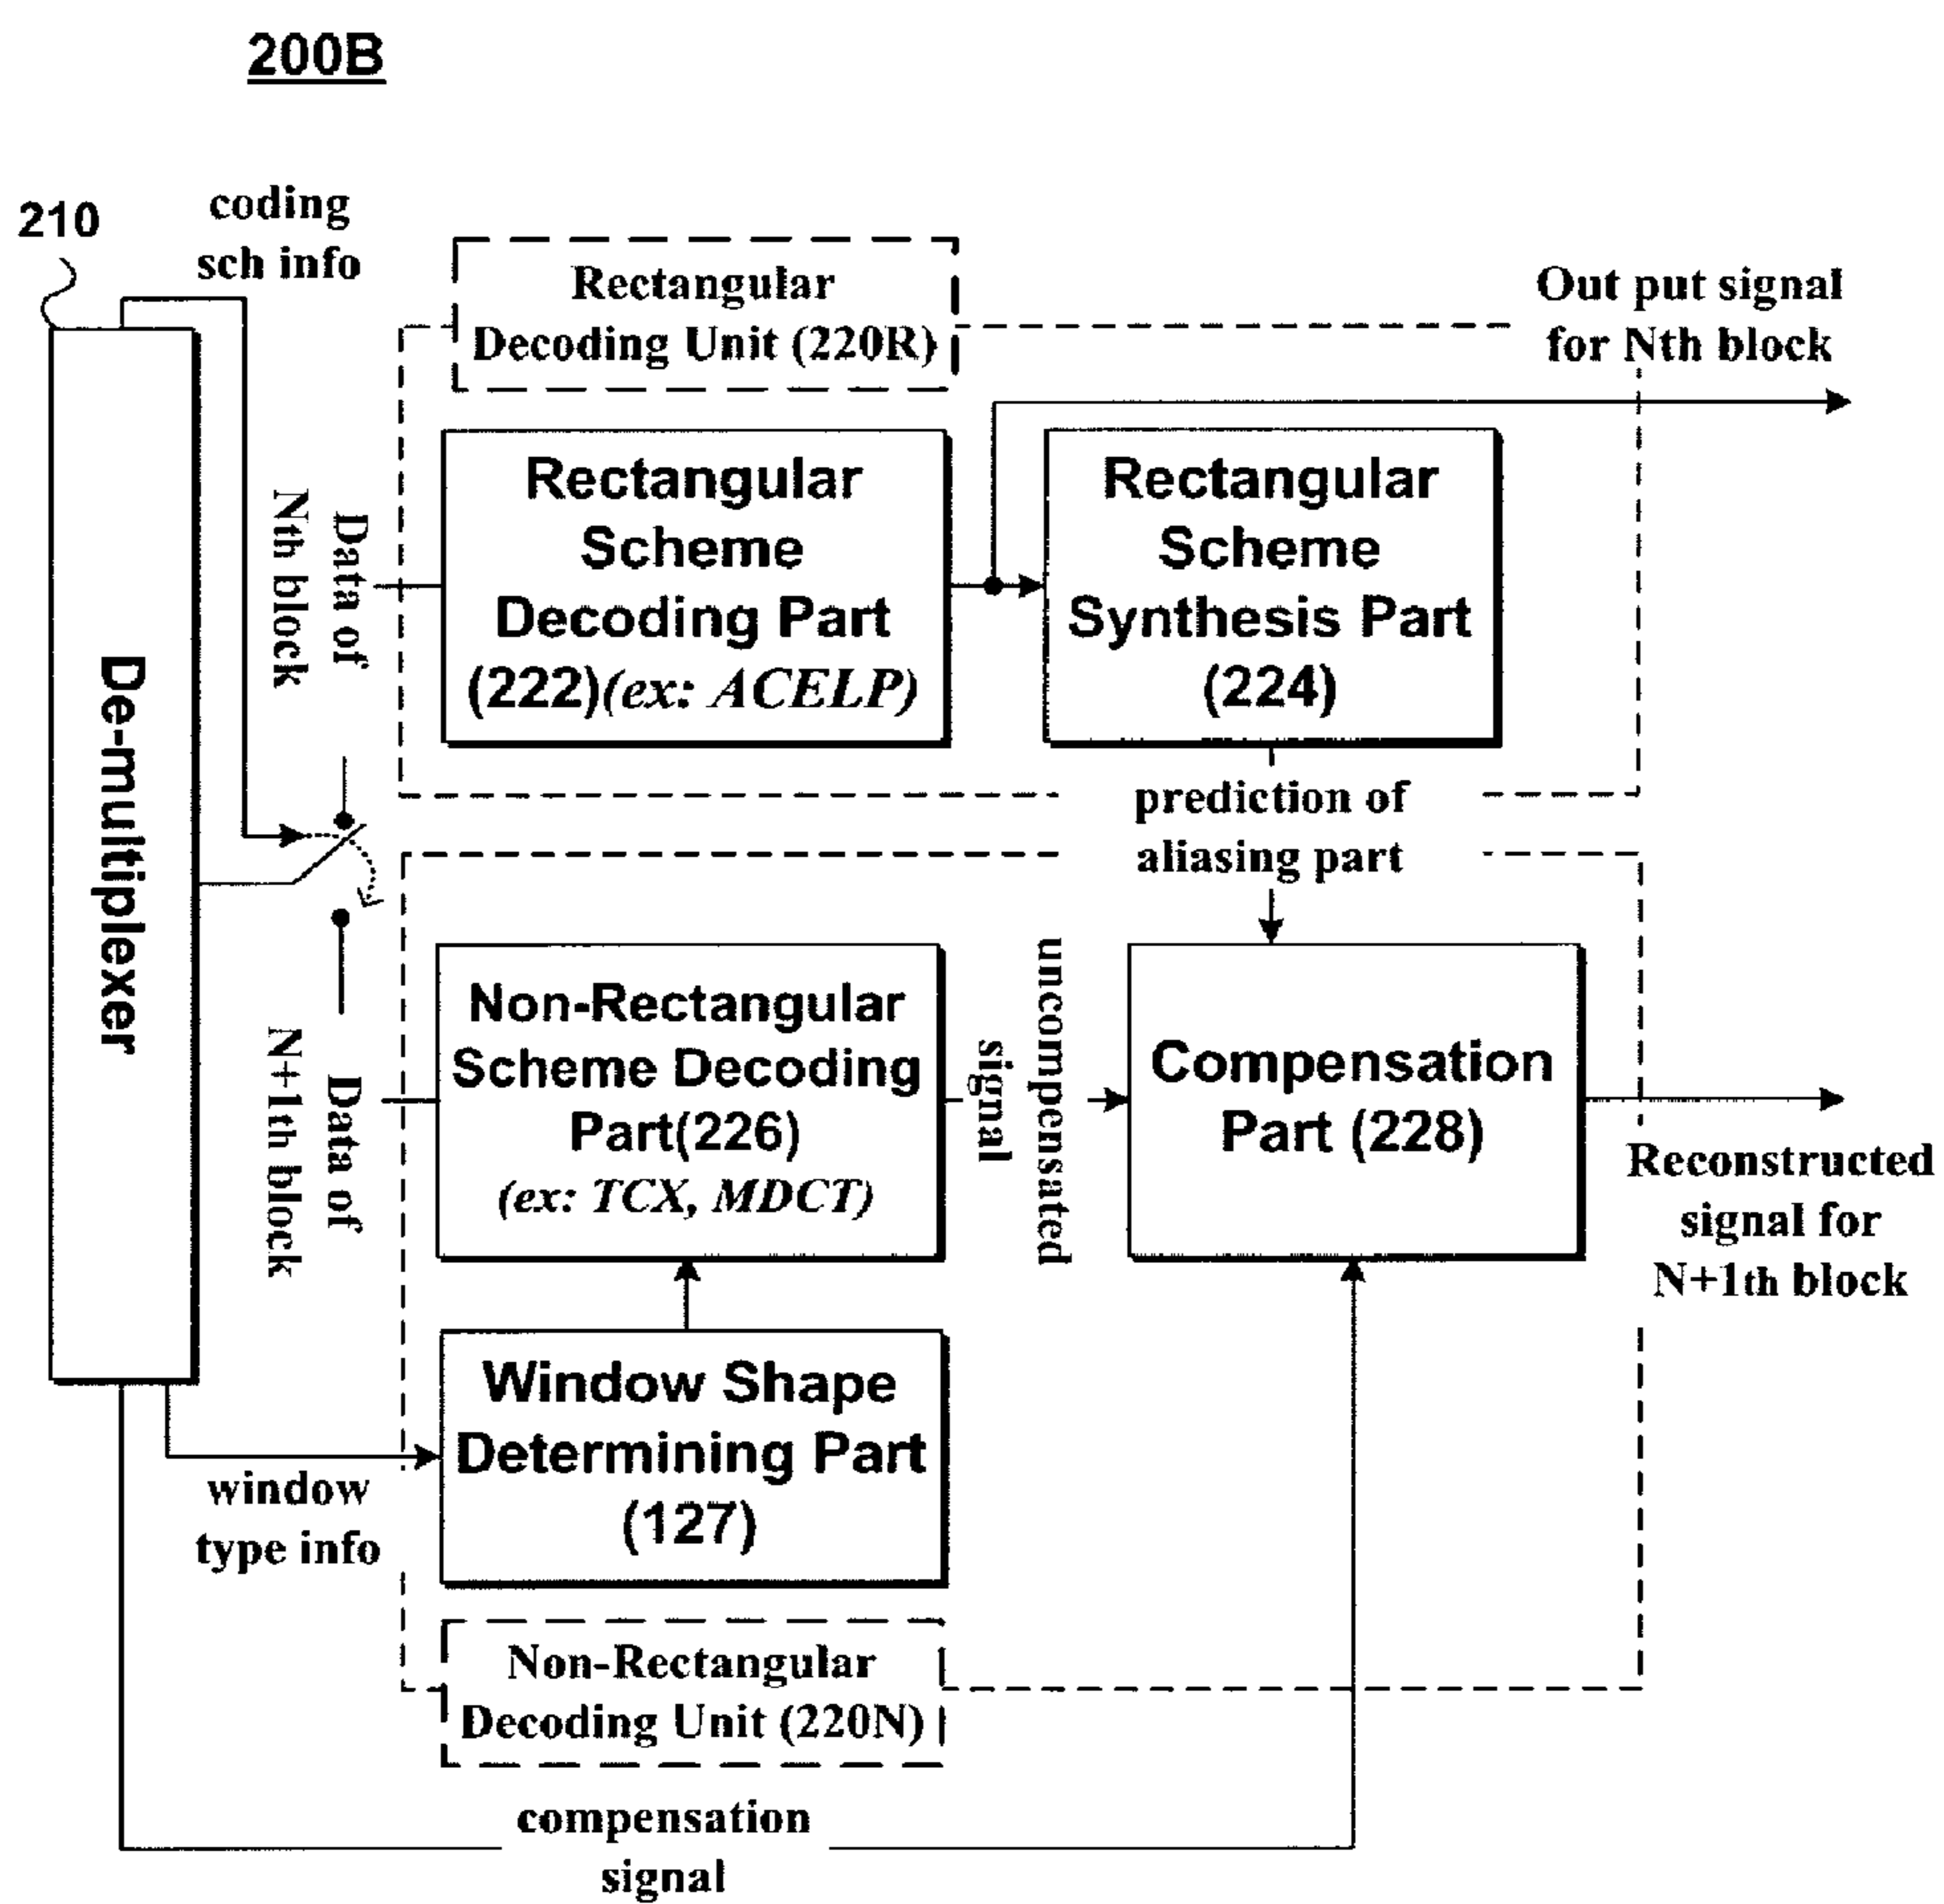 200B
210
coding
sch info
Rectangular
Decoding Unit (220R)
Out put signal
for Nth block
Data of
Nth block
Rectangular
Scheme
Decoding Part
(222)(ex: ACELP)
Rectangular
Scheme
Synthesis Part
(224)
De-multiplexer
prediction of
aliasing part
Data of
N+1th block
Non-Rectangular
Scheme Decoding
Part(226)
(ex: TCX, MDCT)
uncompensated
signal
Compensation
Part (228)
Reconstructed
signal for
N+1th block
window
type info
Window Shape
Determining Part
(127)
Non-Rectangular
Decoding Unit (220N)
compensation
signal